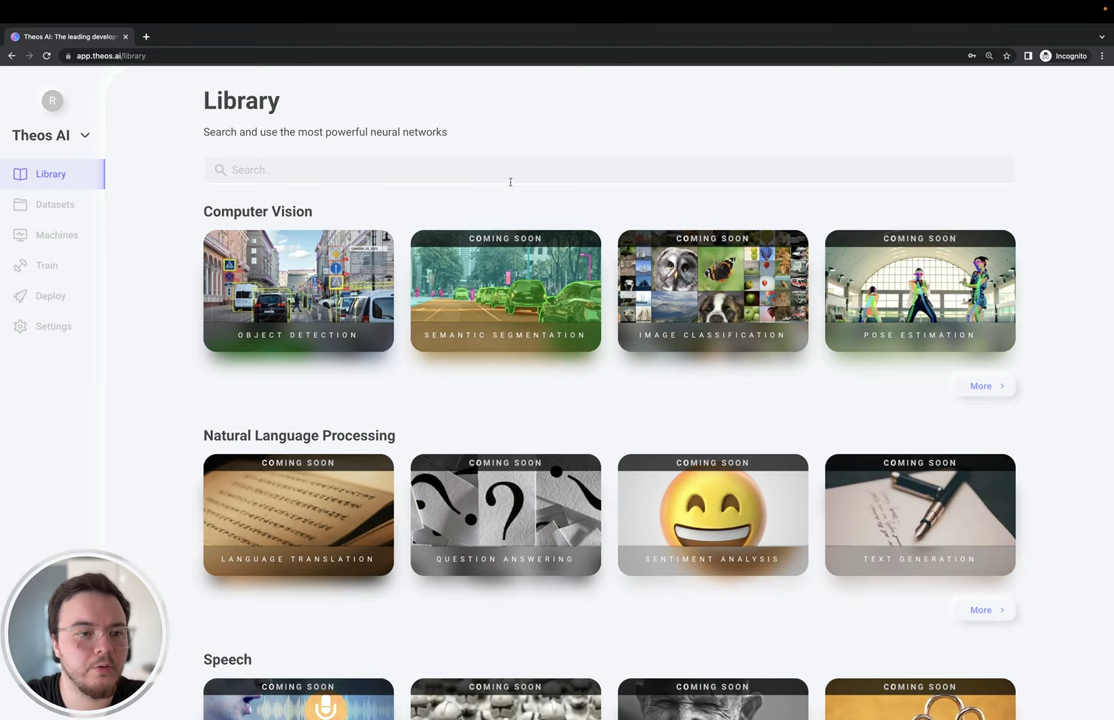 Theos AI: The leading develop
app.theos.ai/library
Incognito
R
Theos AI
Library
Datasets
Machines
Train
Deploy
Settings
Library
Search and use the most powerful neural networks
Search...
Computer Vision
OBJECT DETECTION
COMING SOON
SEMANTIC SEGMENTATION
COMING SOON
IMAGE CLASSIFICATION
COMING SOON
POSE ESTIMATION
More
Natural Language Processing
COMING SOON
LANGUAGE TRANSLATION
COMING SOON
QUESTION ANSWERING
COMING SOON
SENTIMENT ANALYSIS
COMING SOON
TEXT GENERATION
More
Speech
COMING SOON
COMING SOON
COMING SOON
COMING SOON